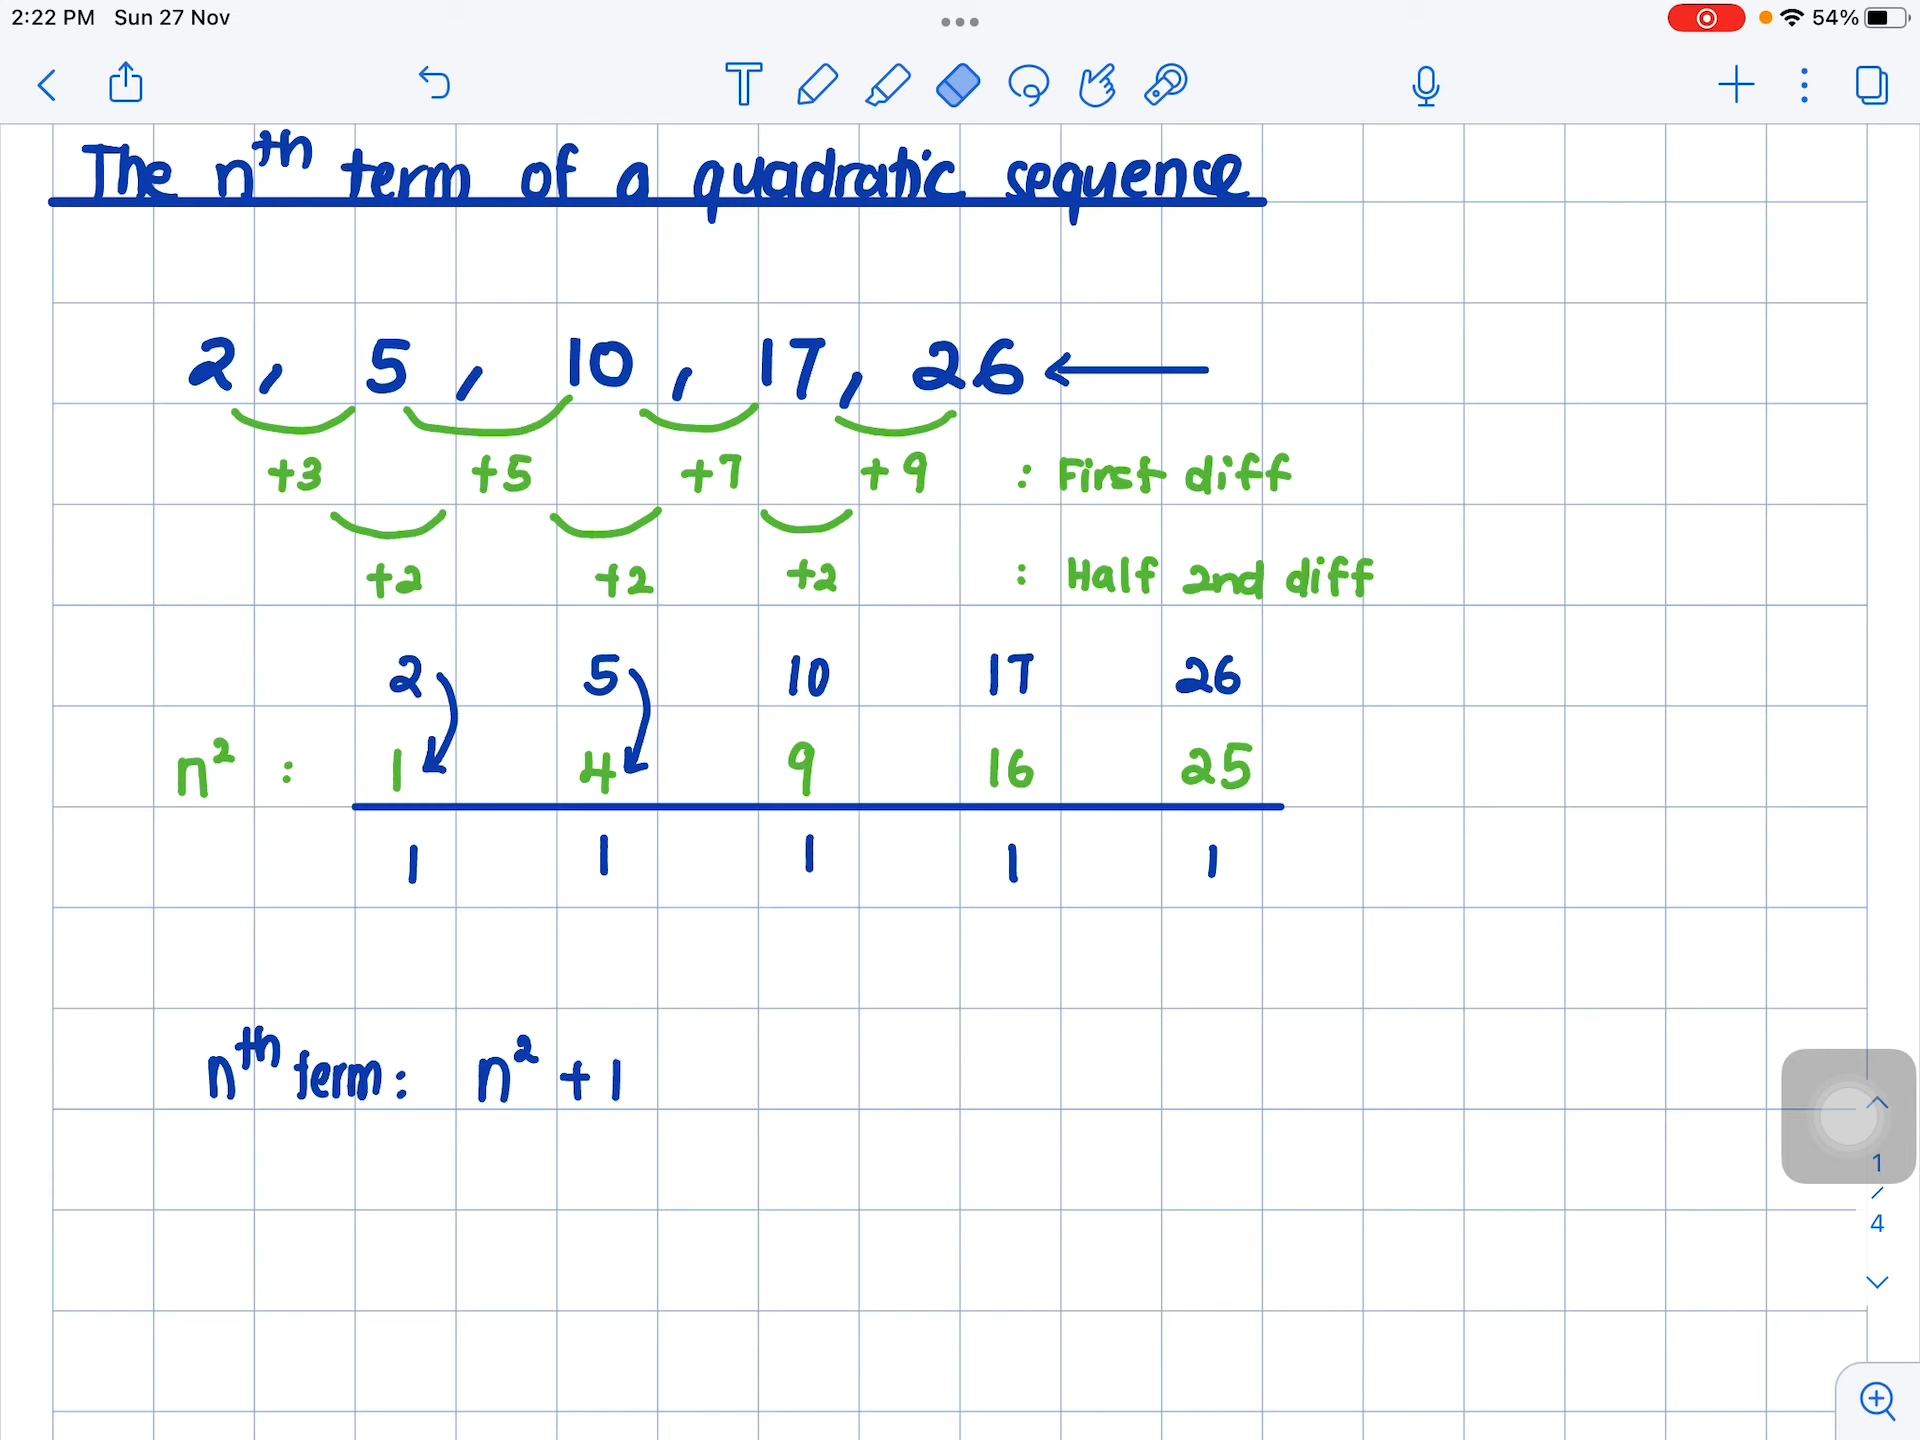 2:22 PM Sun 27 Nov 54%
The nth term of a quadratic sequence
2, 5, 10, 17, 26 ←
+3 +5 +7 +9 : First diff
+2 +2 +2 : Half 2nd diff
2 5 10 17 26
n² : 1 4 9 16 25
1 1 1 1 1
nth term: n² + 1
1
/
4